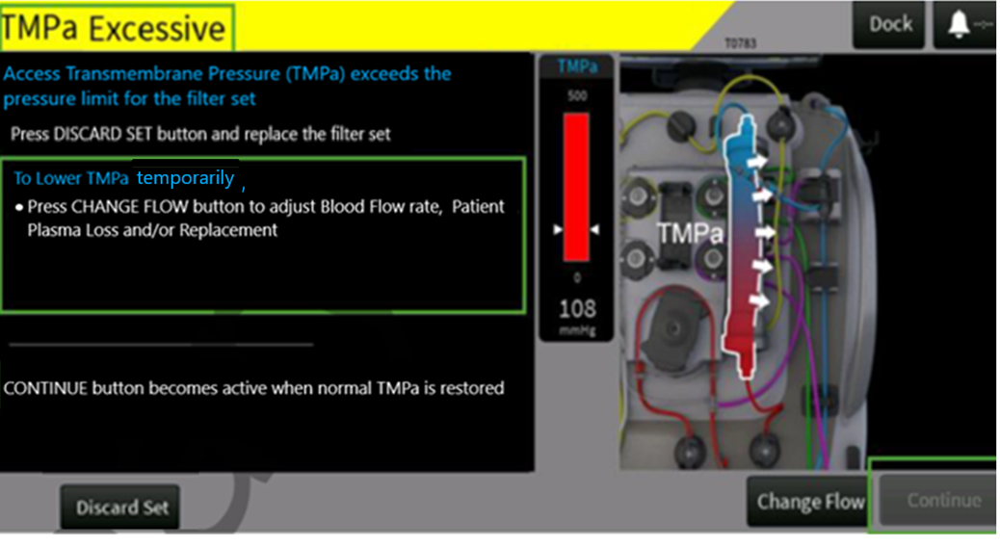 TMPa Excessive
T0783
Dock
--:--
Access Transmembrane Pressure (TMPa) exceeds the
pressure limit for the filter set
Press DISCARD SET button and replace the filter set
To Lower TMPa temporarily ,
• Press CHANGE FLOW button to adjust Blood Flow rate, Patient
Plasma Loss and/or Replacement
CONTINUE button becomes active when normal TMPa is restored
TMPa
500
0
108
mmHg
TMPa
Discard Set
Change Flow
Continue